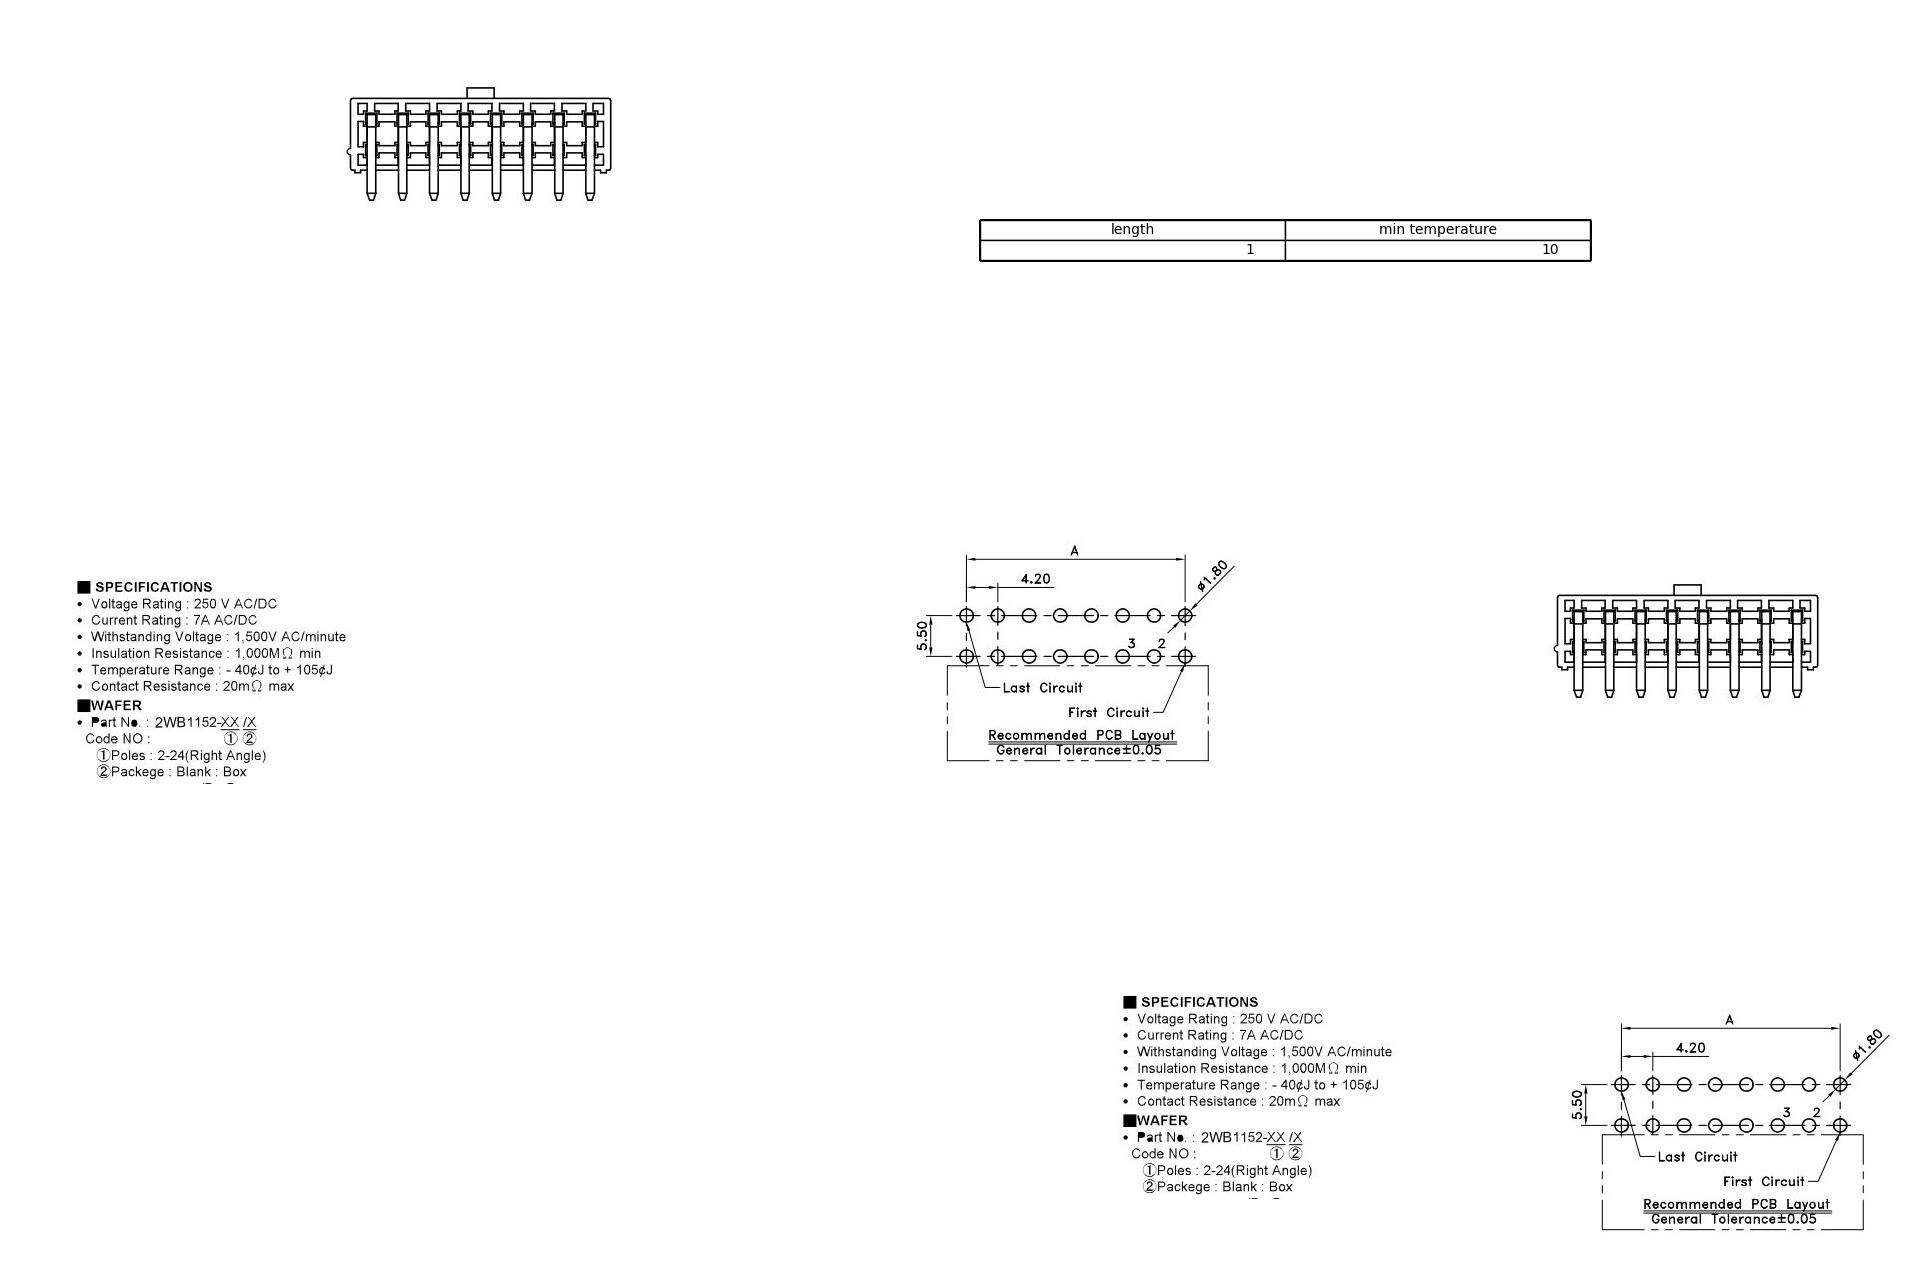 length min temperature
1 10
■ SPECIFICATIONS
• Voltage Rating : 250 V AC/DC
• Current Rating : 7A AC/DC
• Withstanding Voltage : 1,500V AC/minute
• Insulation Resistance : 1,000MΩ min
• Temperature Range : - 40¢J to + 105¢J
• Contact Resistance : 20mΩ max
■WAFER
• Part No. : 2WB1152-XX /X
Code NO : ① ②
①Poles : 2-24(Right Angle)
②Packege : Blank : Box
A
4.20
ø1.80
5.50
3 2
Last Circuit
First Circuit
Recommended PCB Layout
General Tolerance±0.05
■ SPECIFICATIONS
• Voltage Rating : 250 V AC/DC
• Current Rating : 7A AC/DC
• Withstanding Voltage : 1,500V AC/minute
• Insulation Resistance : 1,000MΩ min
• Temperature Range : - 40¢J to + 105¢J
• Contact Resistance : 20mΩ max
■WAFER
• Part No. : 2WB1152-XX /X
Code NO : ① ②
①Poles : 2-24(Right Angle)
②Packege : Blank : Box
A
4.20
ø1.80
5.50
3 2
Last Circuit
First Circuit
Recommended PCB Layout
General Tolerance±0.05